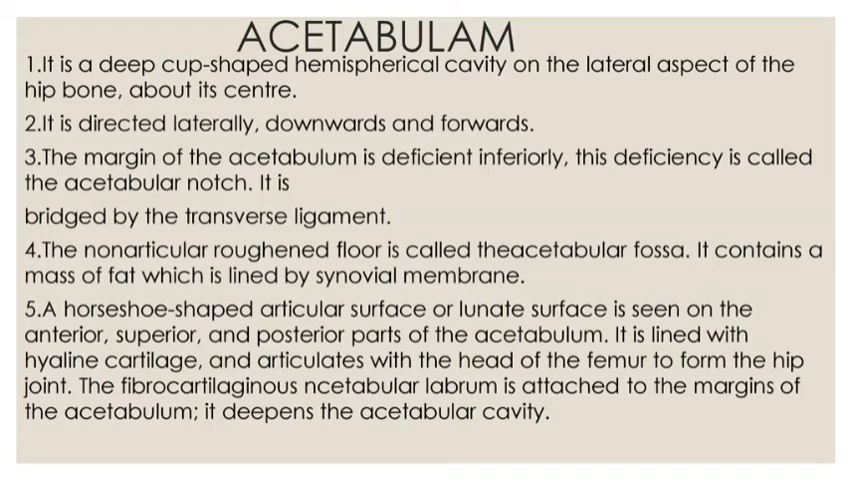 ACETABULAM
1.It is a deep cup-shaped hemispherical cavity on the lateral aspect of the
hip bone, about its centre.
2.It is directed laterally, downwards and forwards.
3.The margin of the acetabulum is deficient inferiorly, this deficiency is called
the acetabular notch. It is
bridged by the transverse ligament.
4.The nonarticular roughened floor is called theacetabular fossa. It contains a
mass of fat which is lined by synovial membrane.
5.A horseshoe-shaped articular surface or lunate surface is seen on the
anterior, superior, and posterior parts of the acetabulum. It is lined with
hyaline cartilage, and articulates with the head of the femur to form the hip
joint. The fibrocartilaginous ncetabular labrum is attached to the margins of
the acetabulum; it deepens the acetabular cavity.